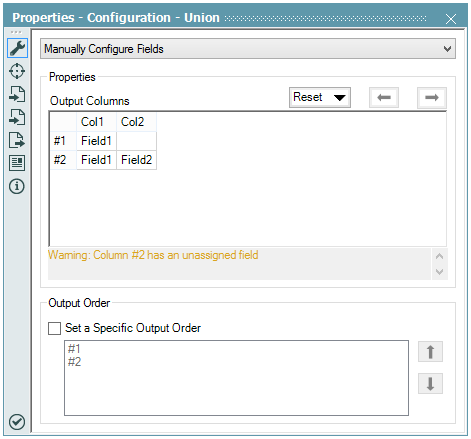 Properties - Configuration - Union
Manually Configure Fields
Properties
Output Columns
Reset
Col1 Col2
#1 Field1
#2 Field1 Field2
Warning: Column #2 has an unassigned field
Output Order
Set a Specific Output Order
#1
#2